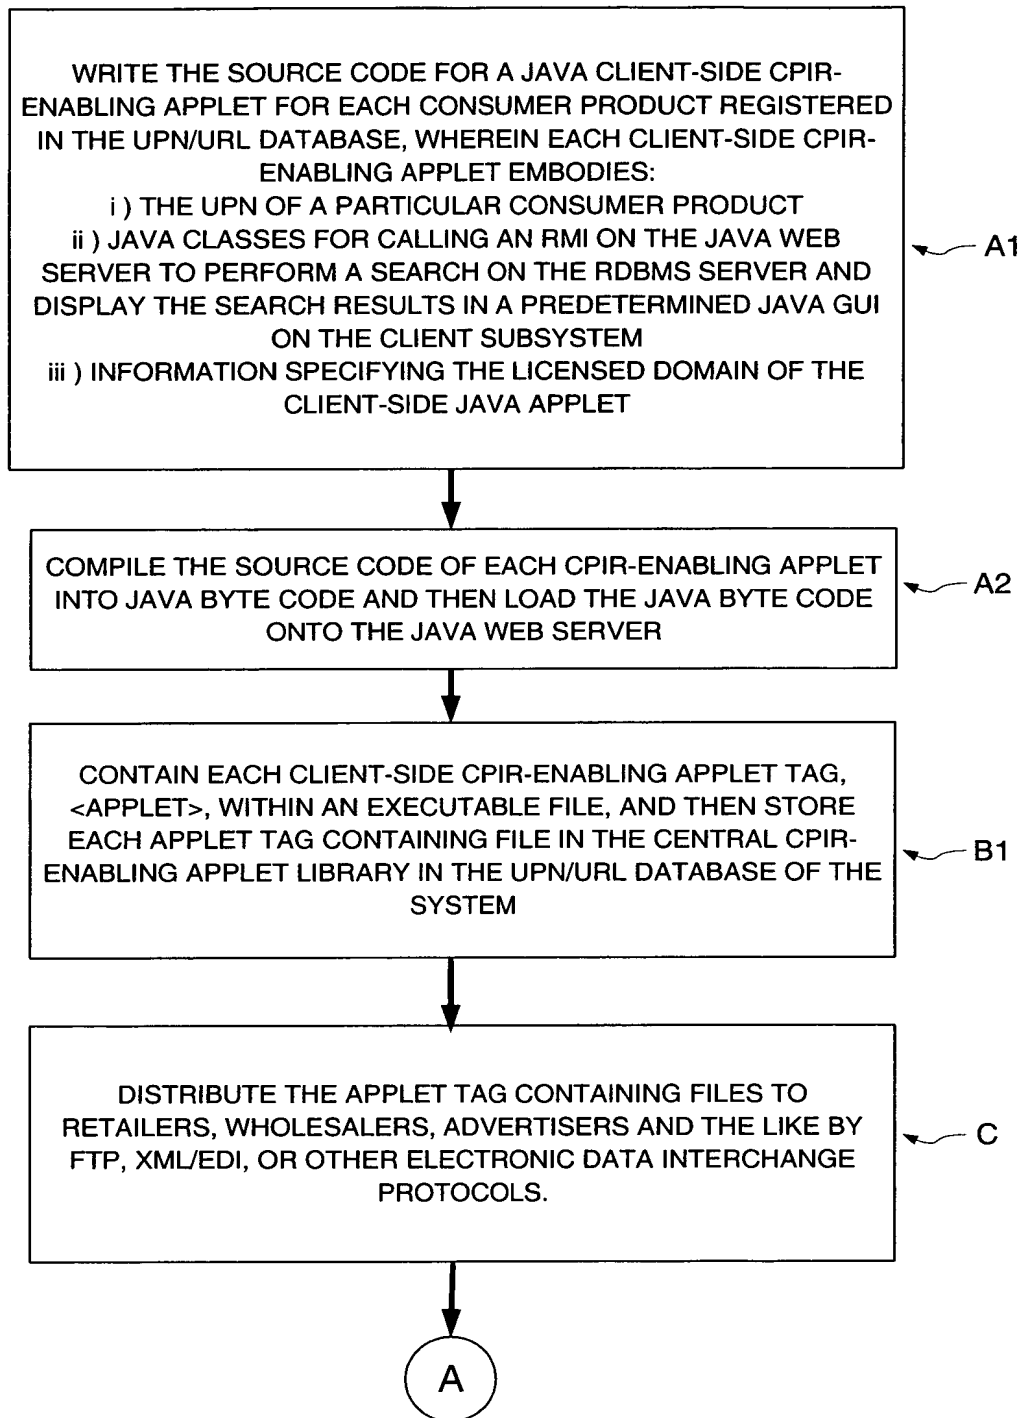 WRITE THE SOURCE CODE FOR A JAVA CLIENT-SIDE CPIR-
ENABLING APPLET FOR EACH CONSUMER PRODUCT REGISTERED
IN THE UPN/URL DATABASE, WHEREIN EACH CLIENT-SIDE CPIR-
ENABLING APPLET EMBODIES:
i ) THE UPN OF A PARTICULAR CONSUMER PRODUCT
ii ) JAVA CLASSES FOR CALLING AN RMI ON THE JAVA WEB
SERVER TO PERFORM A SEARCH ON THE RDBMS SERVER AND
DISPLAY THE SEARCH RESULTS IN A PREDETERMINED JAVA GUI
ON THE CLIENT SUBSYSTEM
iii ) INFORMATION SPECIFYING THE LICENSED DOMAIN OF THE
CLIENT-SIDE JAVA APPLET
A1
COMPILE THE SOURCE CODE OF EACH CPIR-ENABLING APPLET
INTO JAVA BYTE CODE AND THEN LOAD THE JAVA BYTE CODE
ONTO THE JAVA WEB SERVER
A2
CONTAIN EACH CLIENT-SIDE CPIR-ENABLING APPLET TAG,
<APPLET>, WITHIN AN EXECUTABLE FILE, AND THEN STORE
EACH APPLET TAG CONTAINING FILE IN THE CENTRAL CPIR-
ENABLING APPLET LIBRARY IN THE UPN/URL DATABASE OF THE
SYSTEM
B1
DISTRIBUTE THE APPLET TAG CONTAINING FILES TO
RETAILERS, WHOLESALERS, ADVERTISERS AND THE LIKE BY
FTP, XML/EDI, OR OTHER ELECTRONIC DATA INTERCHANGE
PROTOCOLS.
C
A